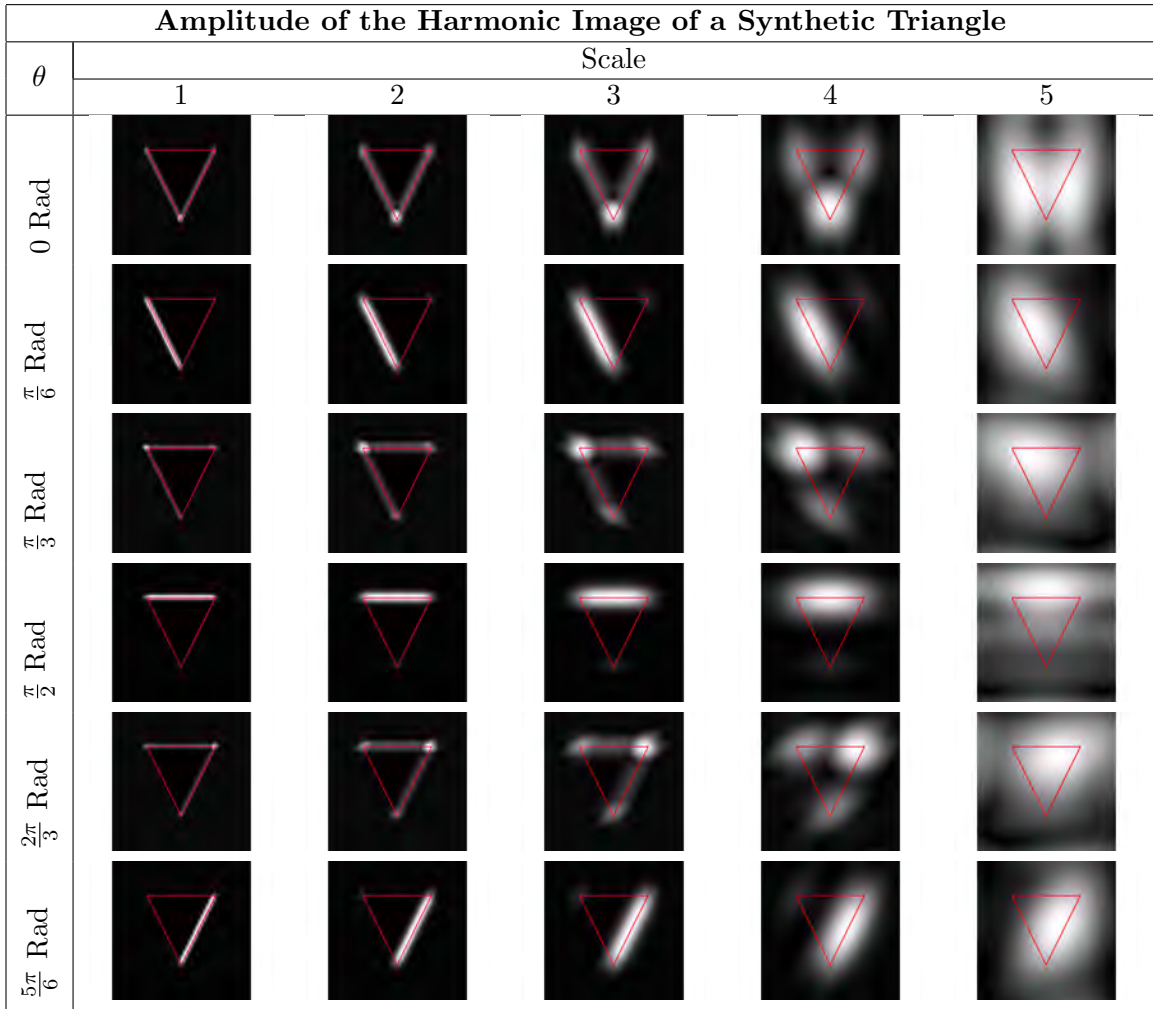 Amplitude of the Harmonic Image of a Synthetic Triangle
θ
Scale
1 2 3 4 5
0 Rad
π/6 Rad
π/3 Rad
π/2 Rad
2π/3 Rad
5π/6 Rad